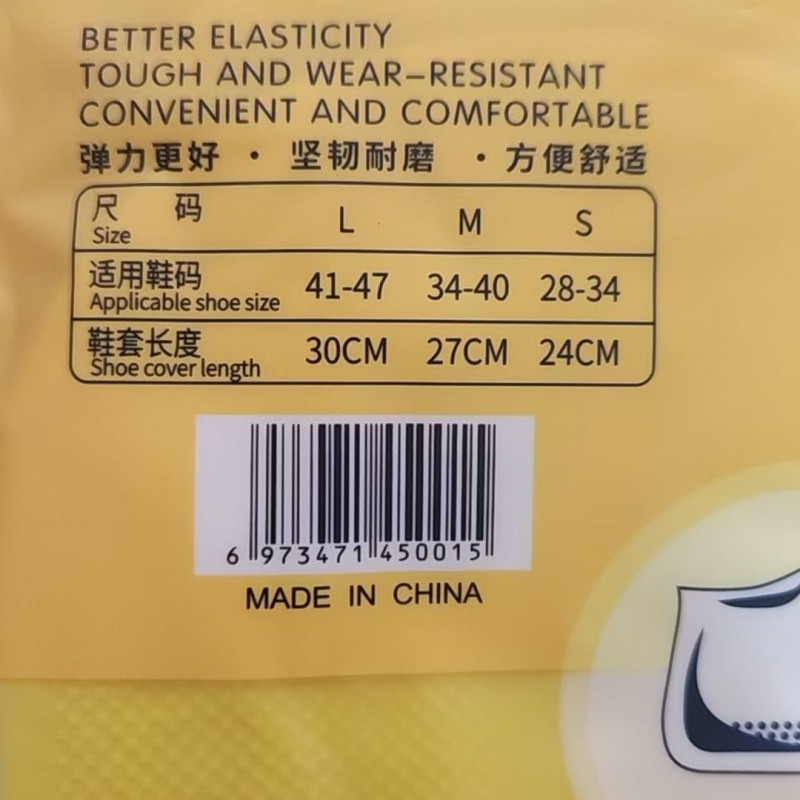 BETTER ELASTICITY
TOUGH AND WEAR-RESISTANT
CONVENIENT AND COMFORTABLE
弹力更好 · 坚韧耐磨 · 方便舒适
尺 码 L M S
Size
适用鞋码 41-47 34-40 28-34
Applicable shoe size
鞋套长度 30CM 27CM 24CM
Shoe cover length
6 973471 450015
MADE IN CHINA